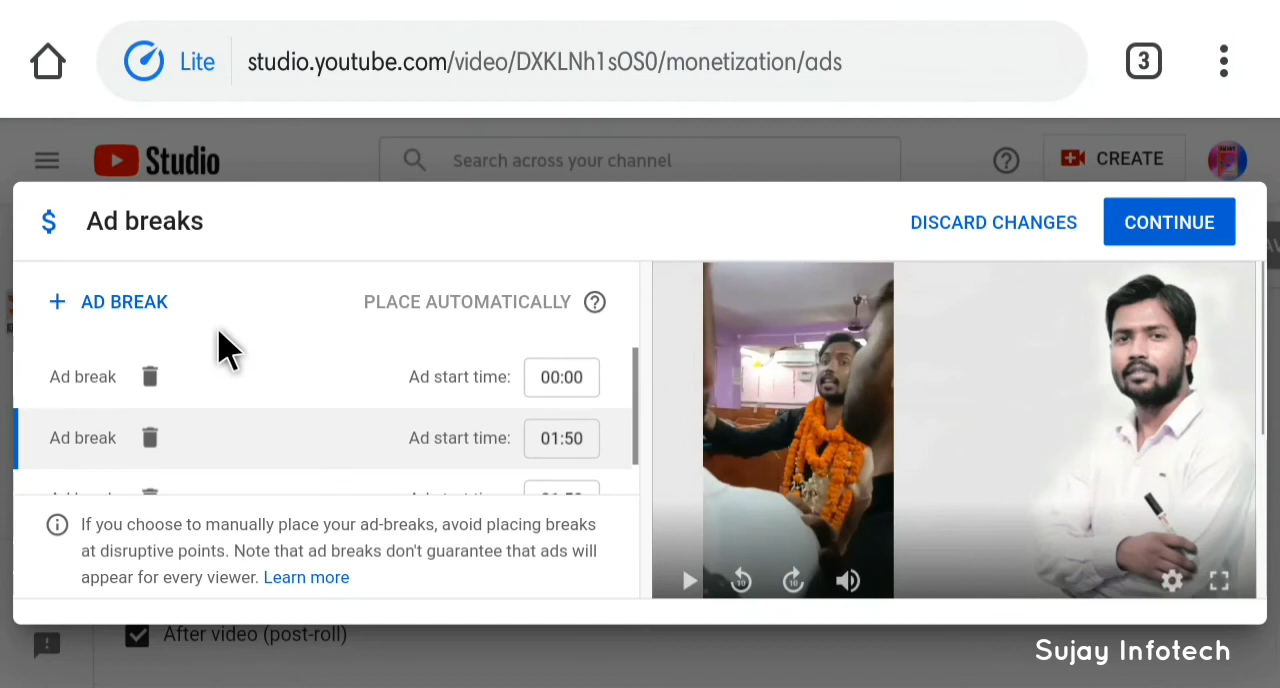 Lite
studio.youtube.com/video/DXKLNh1sOS0/monetization/ads
3
Studio
Search across your channel
CREATE
$ Ad breaks
DISCARD CHANGES
CONTINUE
+ AD BREAK
PLACE AUTOMATICALLY ?
Ad break
Ad start time: 00:00
Ad break
Ad start time: 01:50
If you choose to manually place your ad-breaks, avoid placing breaks
at disruptive points. Note that ad breaks don't guarantee that ads will
appear for every viewer. Learn more
10
10
After video (post-roll)
Sujay Infotech